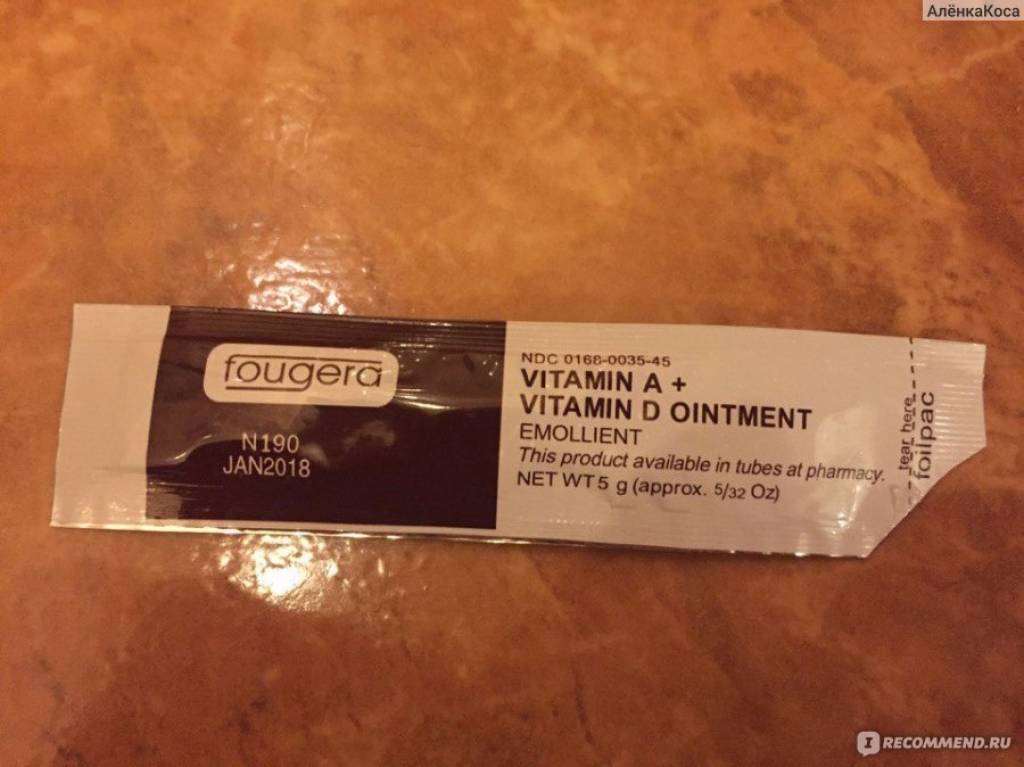 АлёнкаКоса
fougera
N190
JAN2018
NDC 0168-0035-45
VITAMIN A +
VITAMIN D OINTMENT
EMOLLIENT
This product available in tubes at pharmacy.
NET WT 5 g (approx. 5/32 Oz)
tear here
foilpac
I RECOMMEND.RU